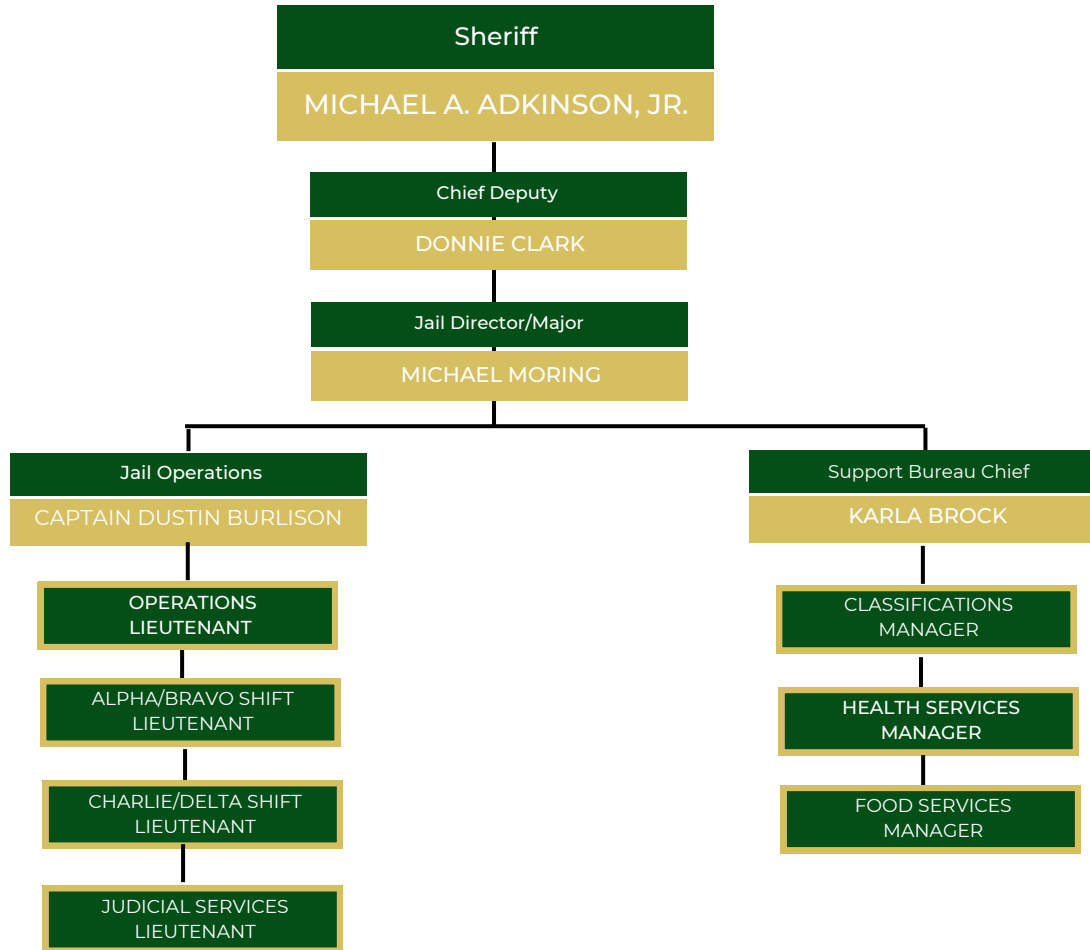 Sheriff
MICHAEL A. ADKINSON, JR.
Chief Deputy
DONNIE CLARK
Jail Director/Major
MICHAEL MORING
Jail Operations
CAPTAIN DUSTIN BURLISON
OPERATIONS
LIEUTENANT
ALPHA/BRAVO SHIFT
LIEUTENANT
CHARLIE/DELTA SHIFT
LIEUTENANT
JUDICIAL SERVICES
LIEUTENANT
Support Bureau Chief
KARLA BROCK
CLASSIFICATIONS
MANAGER
HEALTH SERVICES
MANAGER
FOOD SERVICES
MANAGER